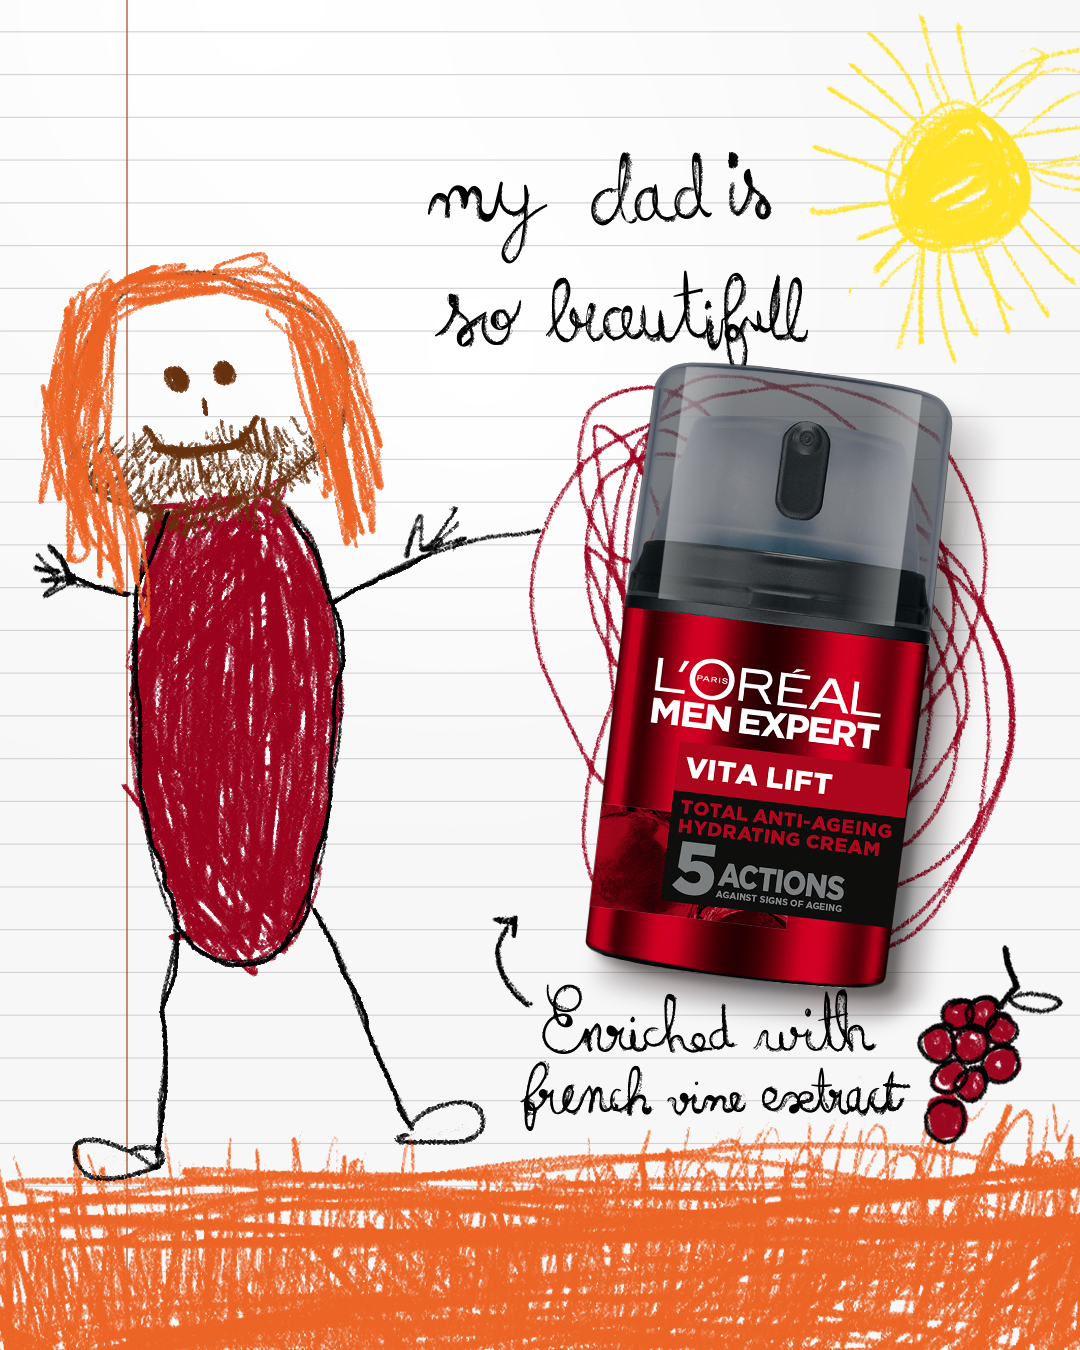 my dad is
so beautifull
L'ORÉAL
PARIS
MEN EXPERT
VITA LIFT
TOTAL ANTI-AGEING
HYDRATING CREAM
5 ACTIONS
AGAINST SIGNS OF AGEING
Enriched with
french vine extract